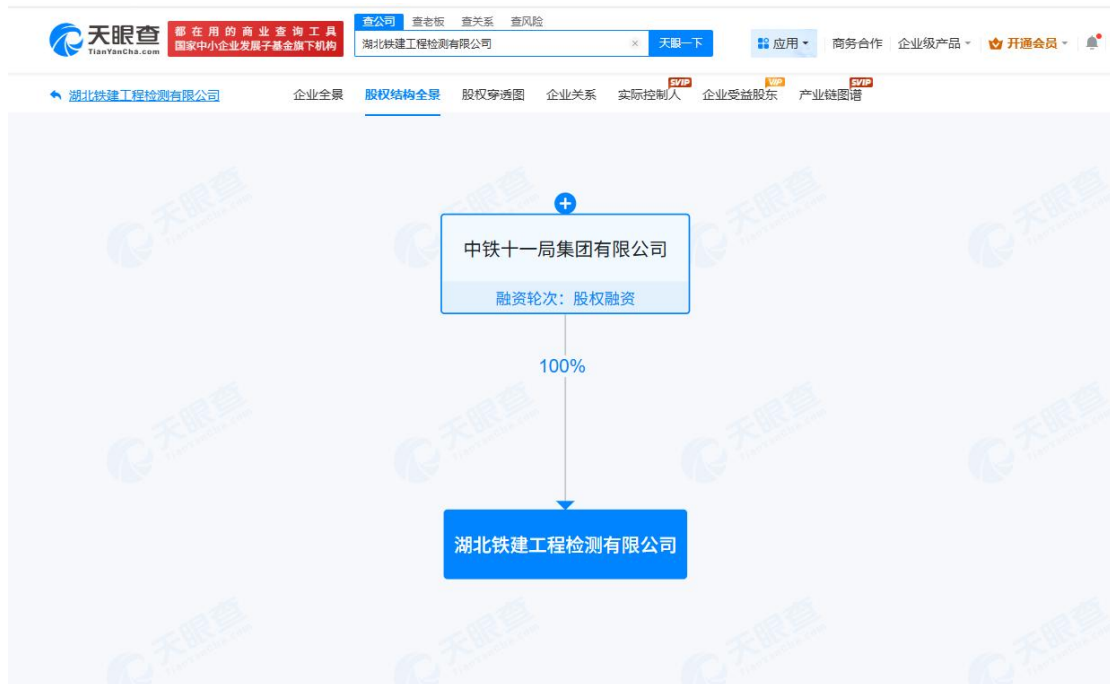 查公司 查老板 查关系 查风险
天眼查 都在用的商业查询工具
TianYanCha.com 国家中小企业发展子基金旗下机构
湖北铁建工程检测有限公司 × 天眼一下 应用 商务合作 企业级产品 开通会员
湖北铁建工程检测有限公司 企业全景 股权结构全景 股权穿透图 企业关系 实际控制人 SVIP 企业受益股东 VIP 产业链图谱 SVIP
中铁十一局集团有限公司
融资轮次：股权融资
100%
湖北铁建工程检测有限公司
天眼查
TianYanCha.com